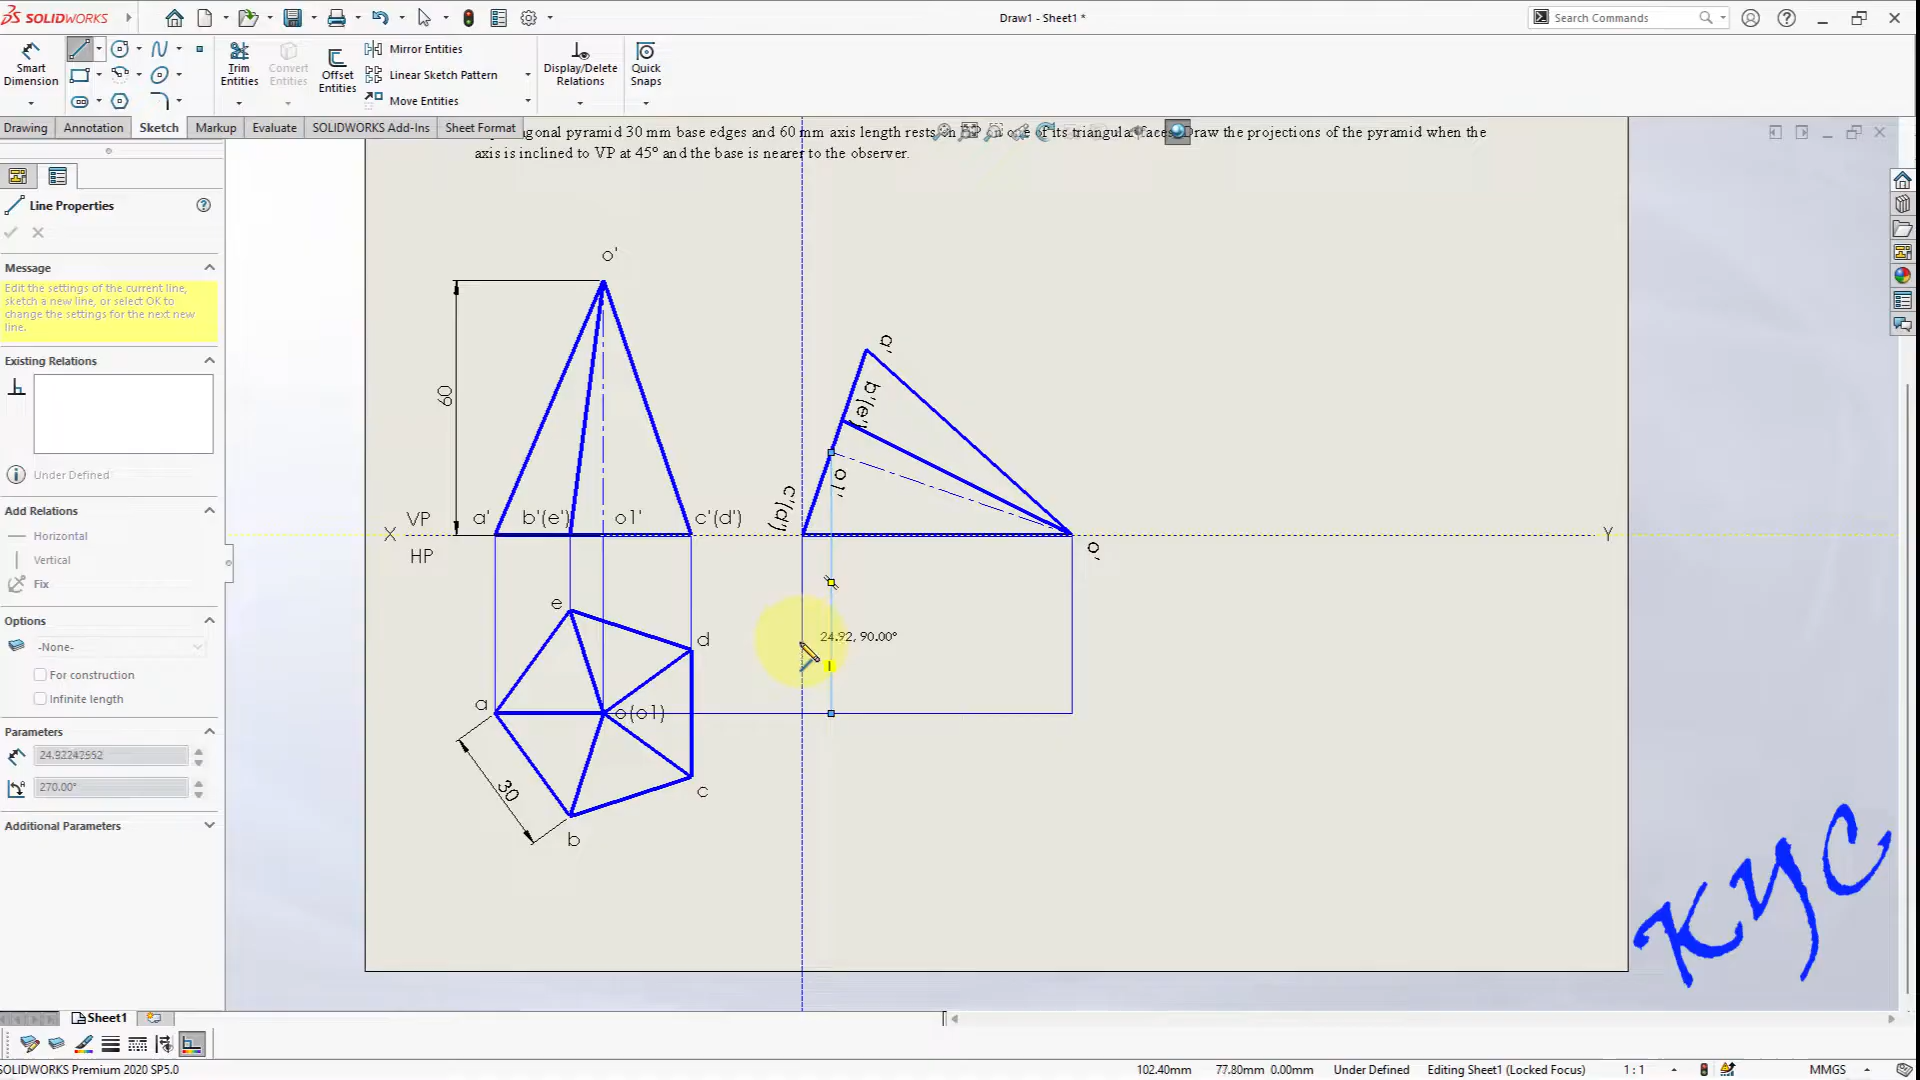 SOLIDWORKS
Draw1 - Sheet1 *
Search Commands
Smart
Dimension
Trim
Entities
Convert
Entities
Offset
Entities
Mirror Entities
Linear Sketch Pattern
Move Entities
Display/Delete
Relations
Quick
Snaps
Drawing
Annotation
Sketch
Markup
Evaluate
SOLIDWORKS Add-Ins
Sheet Format
pyramid 30 mm base edges and 60 mm axis length rests one of its triangular faces. Draw the projections of the pyramid when the
axis is inclined to VP at 45° and the base is nearer to the observer.
Line Properties
Message
Edit the settings of the current line,
sketch a new line, or select OK to
change the settings for the next new
line.
Existing Relations
Under Defined
Add Relations
Horizontal
Vertical
Fix
Options
-None-
For construction
Infinite length
Parameters
24.92242552
270.00°
Additional Parameters
o'
60
a'
b'(e')
o1'
c'(d')
X
VP
HP
a'
b'(e')
o1'
c'(d')
o'
Y
e
d
a
o(o1)
c
b
30
24.92, 90.00°
kyc
Sheet1
SOLIDWORKS Premium 2020 SP5.0
102.40mm
77.80mm 0.00mm
Under Defined
Editing Sheet1 (Locked Focus)
1 : 1
MMGS